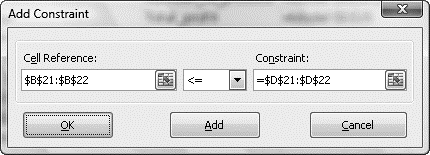 Add Constraint
Cell Reference: Constraint:
$B$21:$B$22 <= =$D$21:$D$22
OK Add Cancel